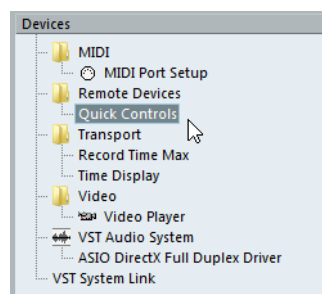 Devices
MIDI
MIDI Port Setup
Remote Devices
Quick Controls
Transport
Record Time Max
Time Display
Video
Video Player
VST Audio System
ASIO DirectX Full Duplex Driver
VST System Link